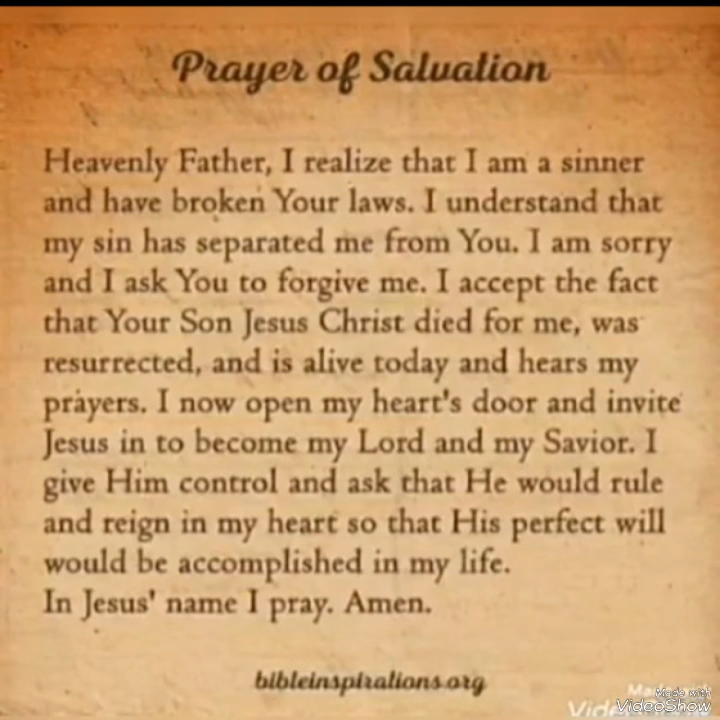 Prayer of Salvation
Heavenly Father, I realize that I am a sinner
and have broken Your laws. I understand that
my sin has separated me from You. I am sorry
and I ask You to forgive me. I accept the fact
that Your Son Jesus Christ died for me, was
resurrected, and is alive today and hears my
prayers. I now open my heart's door and invite
Jesus in to become my Lord and my Savior. I
give Him control and ask that He would rule
and reign in my heart so that His perfect will
would be accomplished in my life.
In Jesus' name I pray. Amen.
bibleinspirations.org
Made with
VideoShow